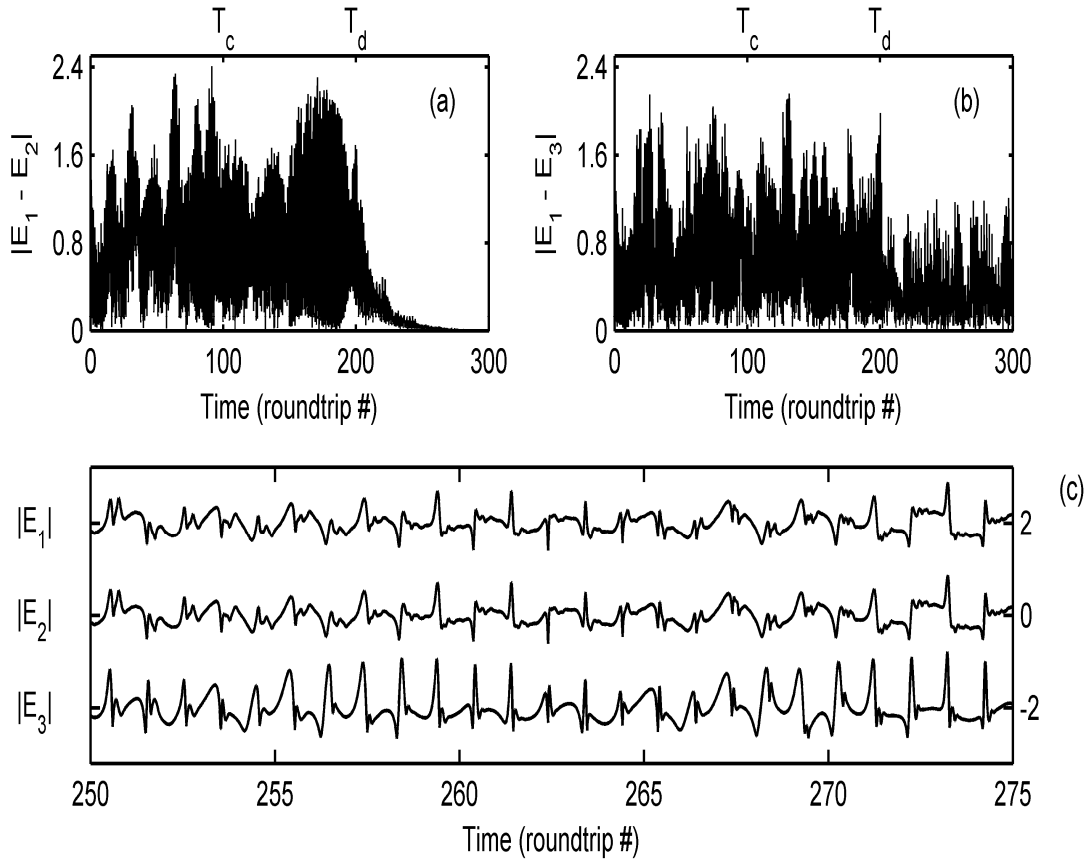 T_c T_d T_c T_d
2.4 (a) 2.4 (b)
|E_1 - E_2| 1.6 |E_1 - E_3| 1.6
0.8 0.8
0 0
0 100 200 300 0 100 200 300
Time (roundtrip #) Time (roundtrip #)
(c)
|E_1| 2
|E_2| 0
|E_3| -2
250 255 260 265 270 275
Time (roundtrip #)